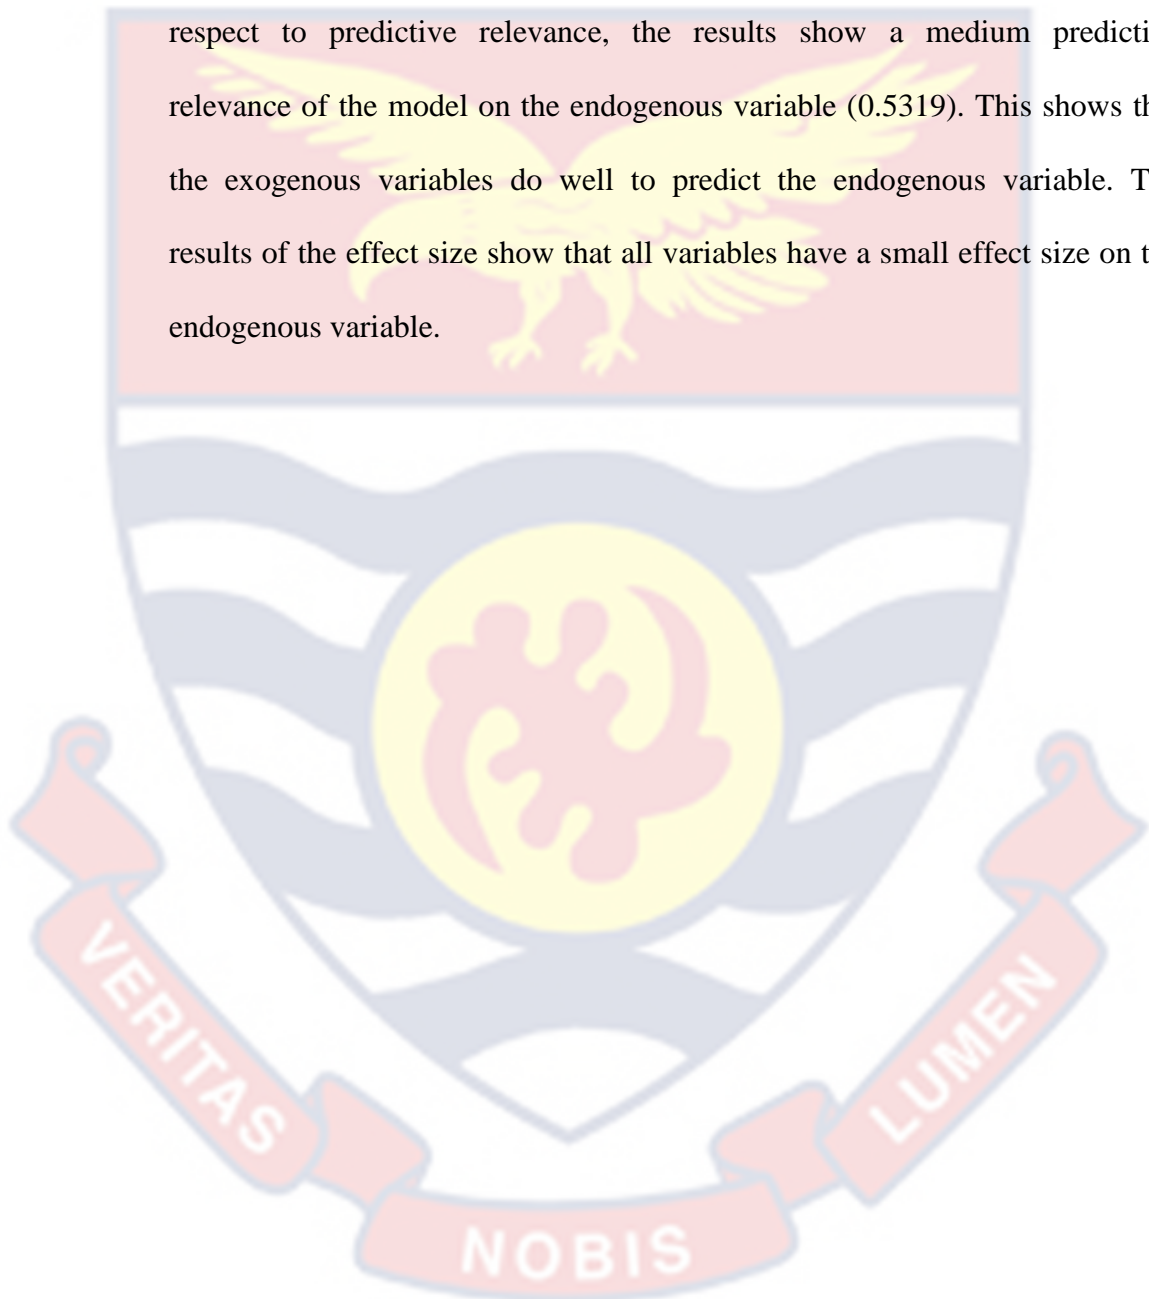 respect to predictive relevance, the results show a medium predicti
relevance of the model on the endogenous variable (0.5319). This shows th
the exogenous variables do well to predict the endogenous variable. T
results of the effect size show that all variables have a small effect size on t
endogenous variable.
VERITAS
NOBIS
LUMEN